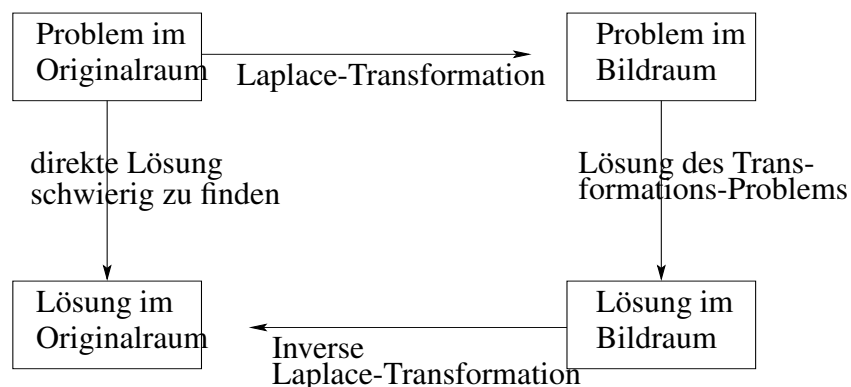 Problem im
Originalraum
Laplace-Transformation
Problem im
Bildraum
direkte Lösung
schwierig zu finden
Lösung des Trans-
formations-Problems
Lösung im
Originalraum
Inverse
Laplace-Transformation
Lösung im
Bildraum